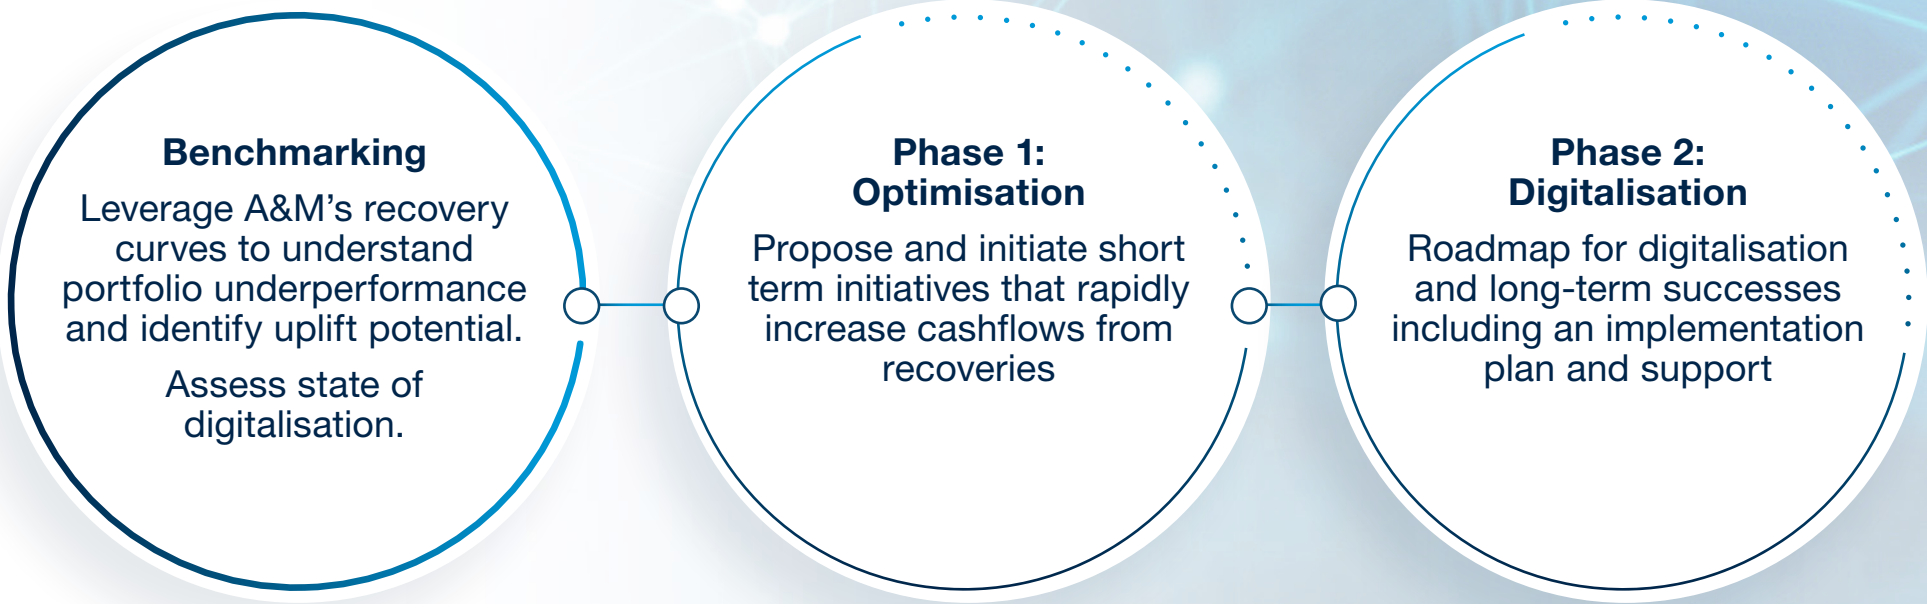 Benchmarking
Leverage A&M’s recovery
curves to understand
portfolio underperformance
and identify uplift potential.
Assess state of
digitalisation.
Phase 1:
Optimisation
Propose and initiate short
term initiatives that rapidly
increase cashflows from
recoveries
Phase 2:
Digitalisation
Roadmap for digitalisation
and long-term successes
including an implementation
plan and support